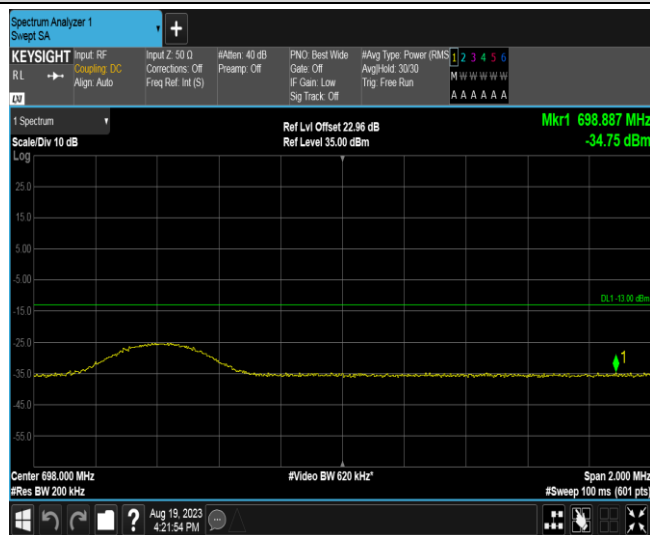 Spectrum Analyzer 1
Swept SA
+
KEYSIGHT Input: RF Input Z: 50 Ω #Atten: 40 dB PNO: Best Wide #Avg Type: Power (RMS 1 2 3 4 5 6
RL Coupling: DC Corrections: Off Preamp: Off Gate: Off Avg|Hold: 30/30 M W W W W W
Align: Auto Freq Ref: Int (S) IF Gain: Low Trig: Free Run
LXI Sig Track: Off A A A A A A
1 Spectrum Ref Lvl Offset 22.96 dB Mkr1 698.887 MHz
Scale/Div 10 dB Ref Level 35.00 dBm -34.75 dBm
Log
25.0
15.0
5.00
-5.00
DL1 -13.00 dBm
-15.0
-25.0
1
-35.0
-45.0
-55.0
Center 698.000 MHz #Video BW 620 kHz* Span 2.000 MHz
#Res BW 200 kHz #Sweep 100 ms (601 pts)
? Aug 19, 2023
4:21:54 PM